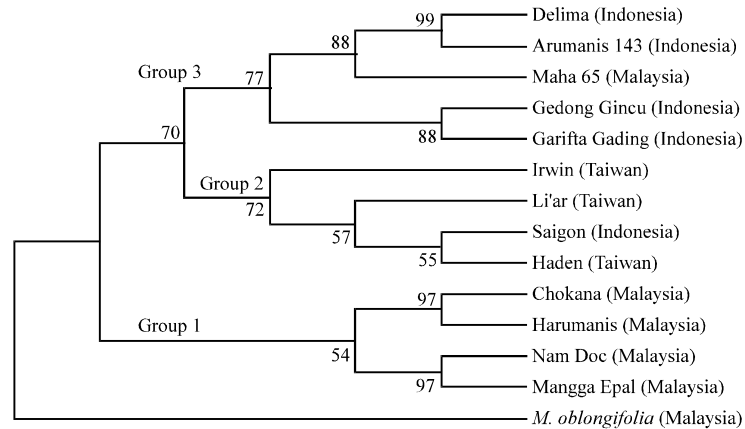 Delima (Indonesia)
99
Arumanis 143 (Indonesia)
88
Group 3
77
Maha 65 (Malaysia)
Gedong Gincu (Indonesia)
70
88
Garifta Gading (Indonesia)
Irwin (Taiwan)
Group 2
72
Li'ar (Taiwan)
57
Saigon (Indonesia)
55
Haden (Taiwan)
Chokana (Malaysia)
97
Group 1
Harumanis (Malaysia)
54
Nam Doc (Malaysia)
97
Mangga Epal (Malaysia)
M. oblongifolia (Malaysia)